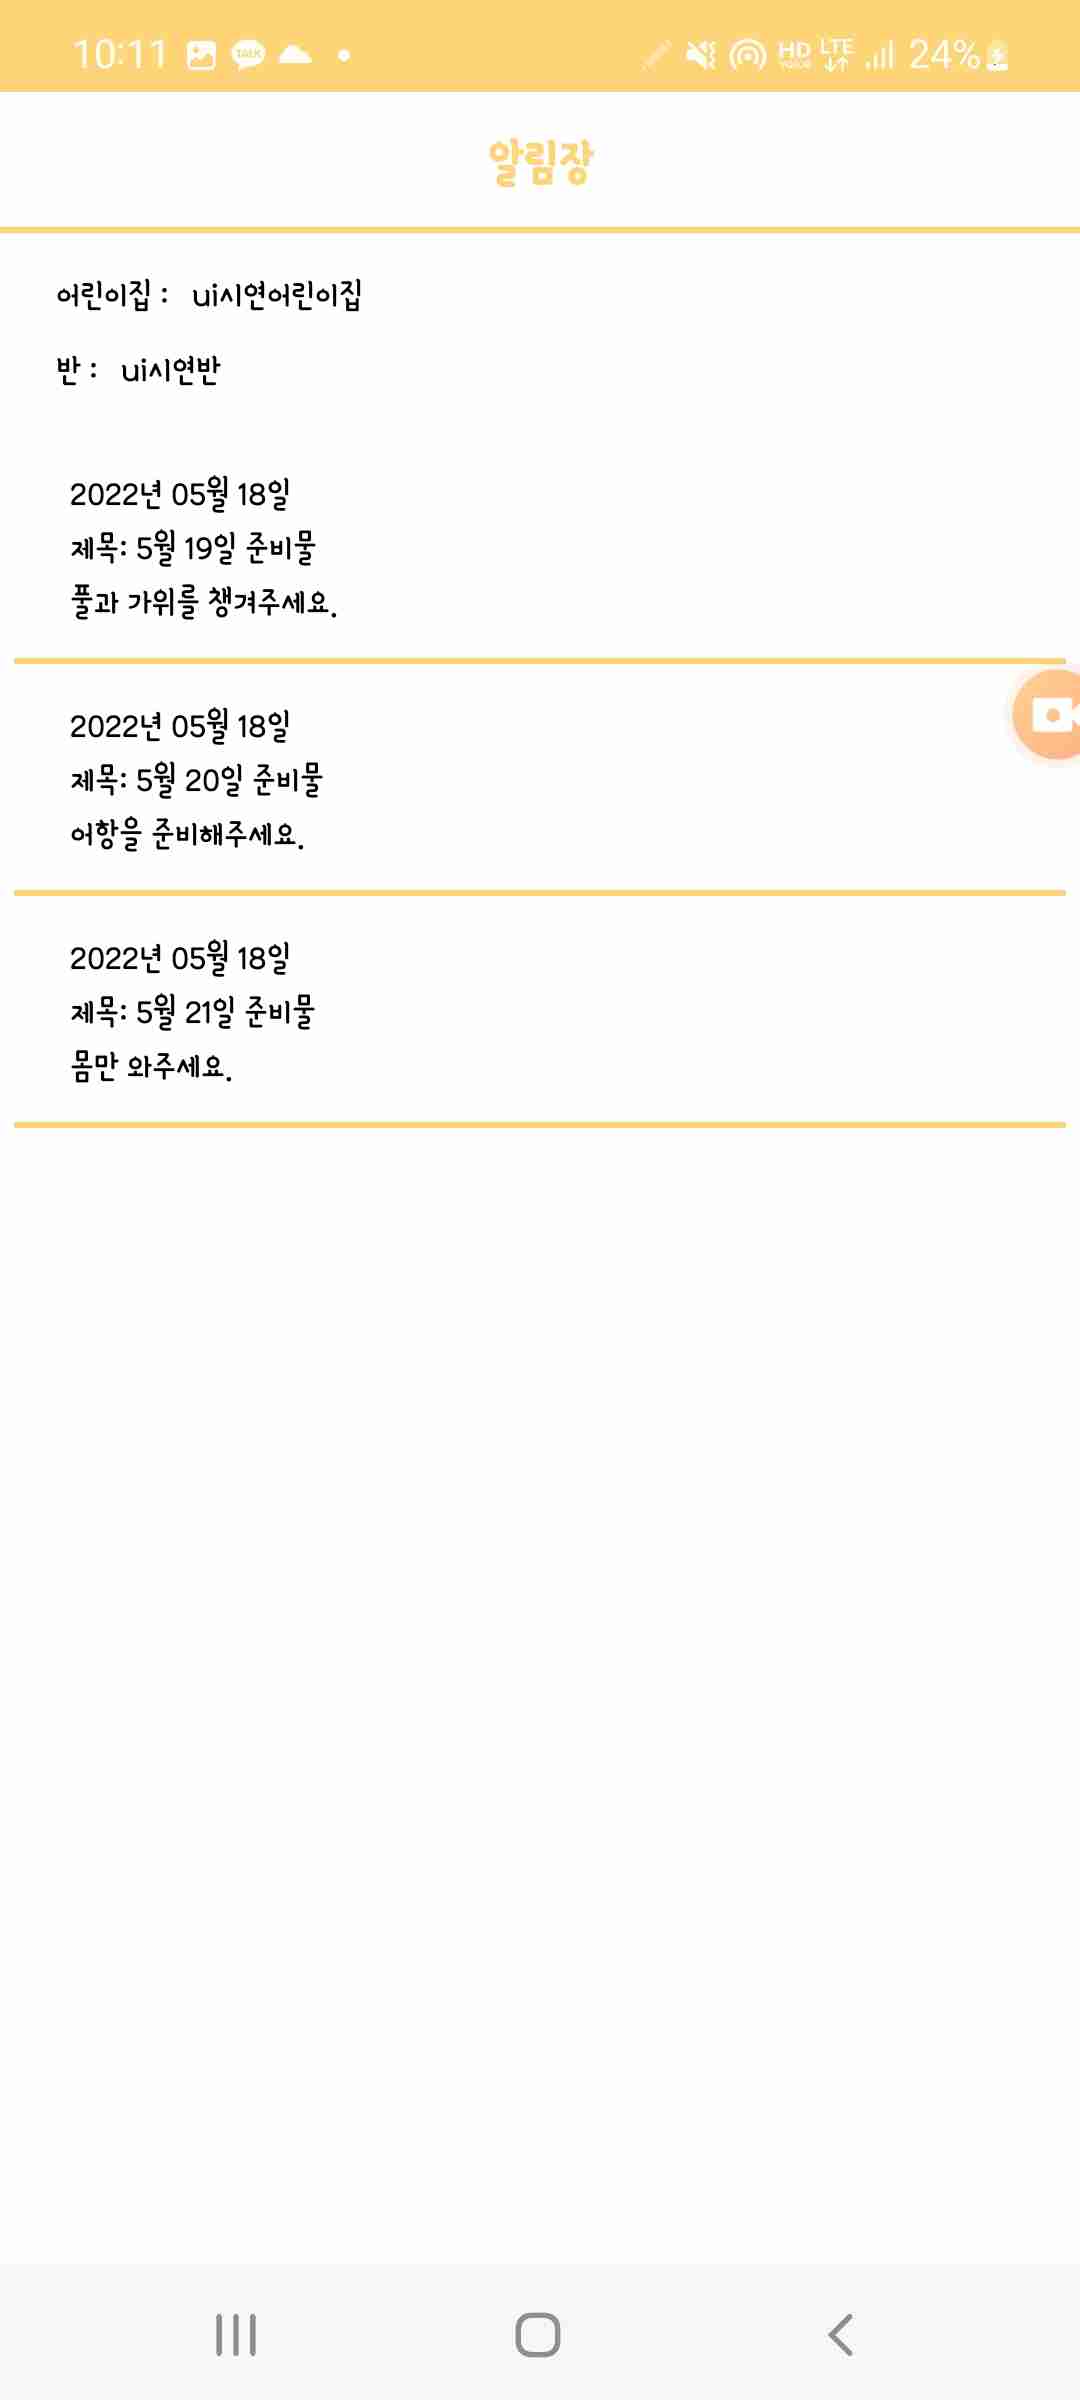 10:11 TALK HD LTE 24%
알림장
어린이집 : ui시연어린이집
반 : ui시연반
2022년 05월 18일
제목: 5월 19일 준비물
풀과 가위를 챙겨주세요.
2022년 05월 18일
제목: 5월 20일 준비물
어항을 준비해주세요.
2022년 05월 18일
제목: 5월 21일 준비물
몸만 와주세요.